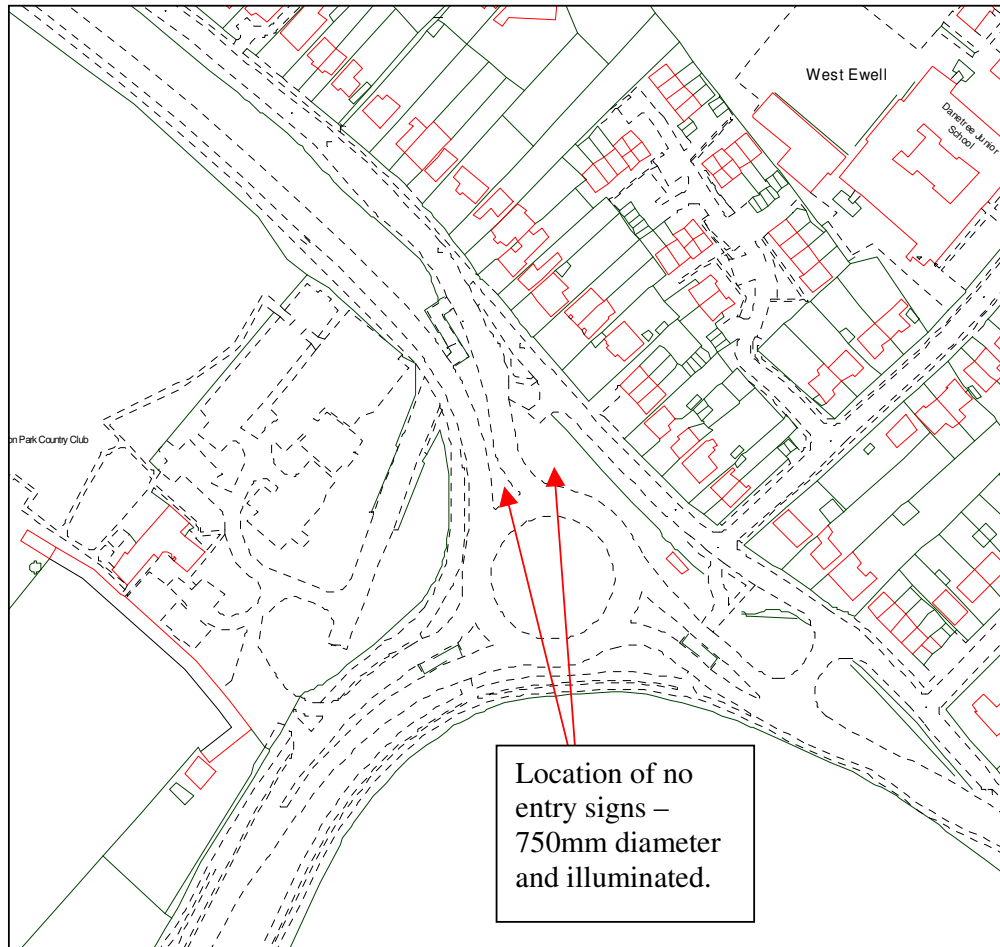 West Ewell
Danetree Junior
School
on Park Country Club
Location of no
entry signs –
750mm diameter
and illuminated.